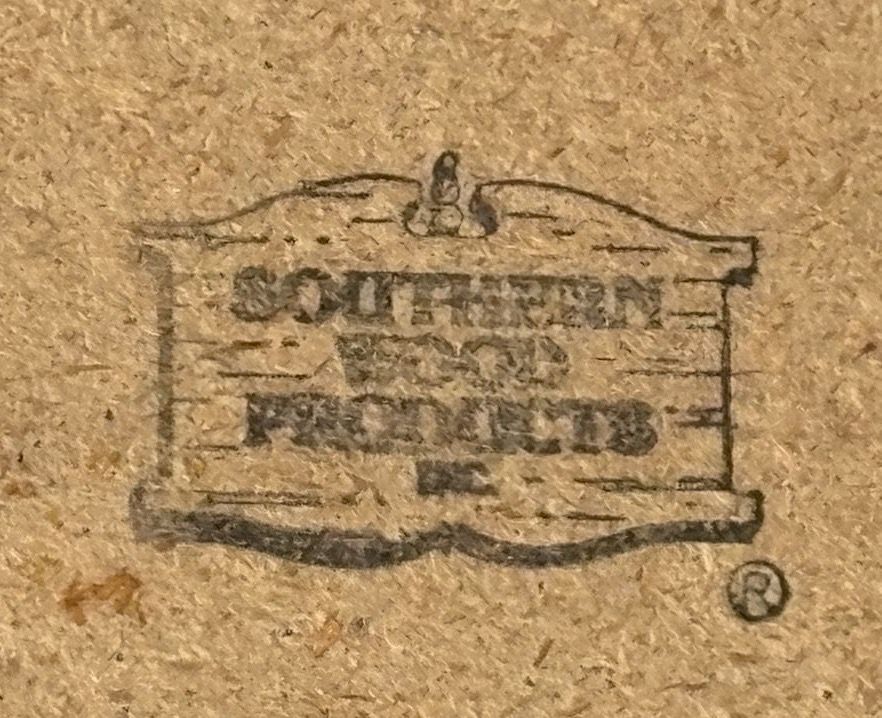 SOUTHERN
WOOD
PRODUCTS
INC.
®